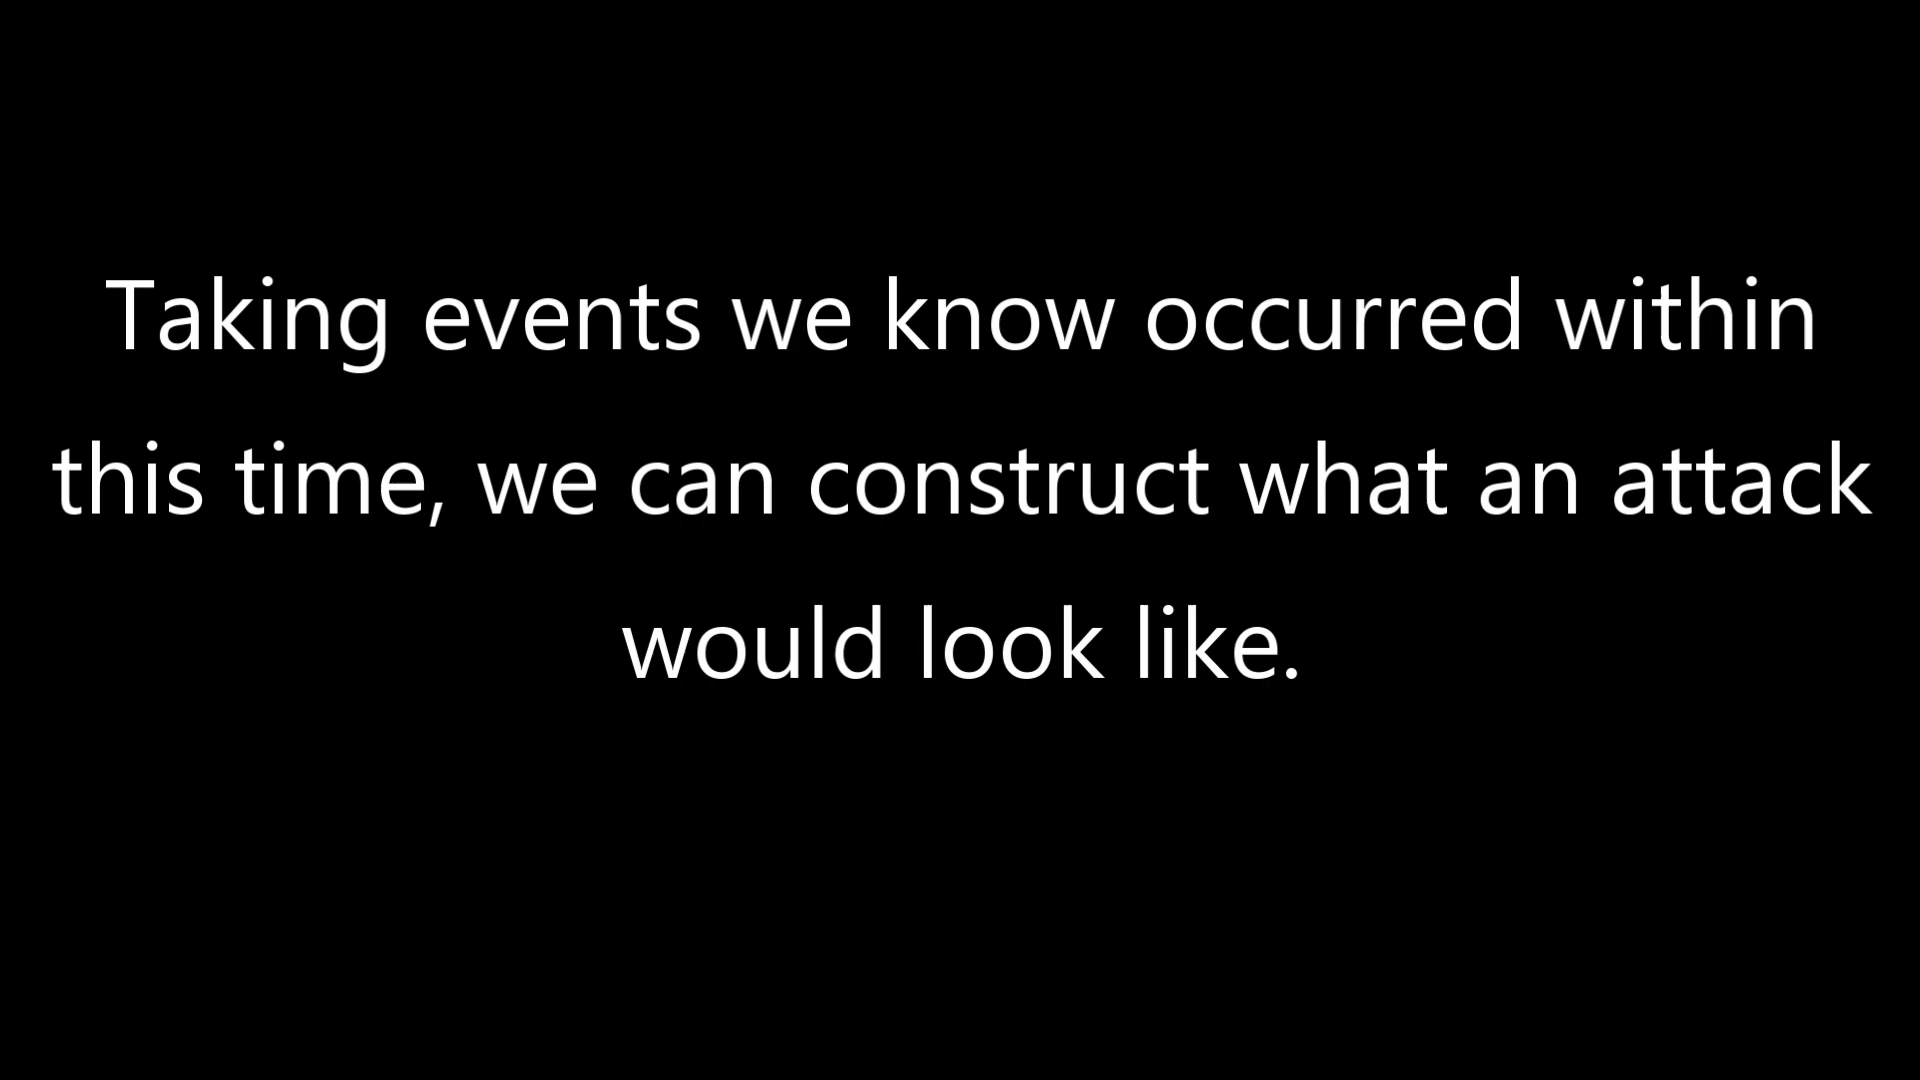 Taking events we know occurred within
this time, we can construct what an attack
would look like.